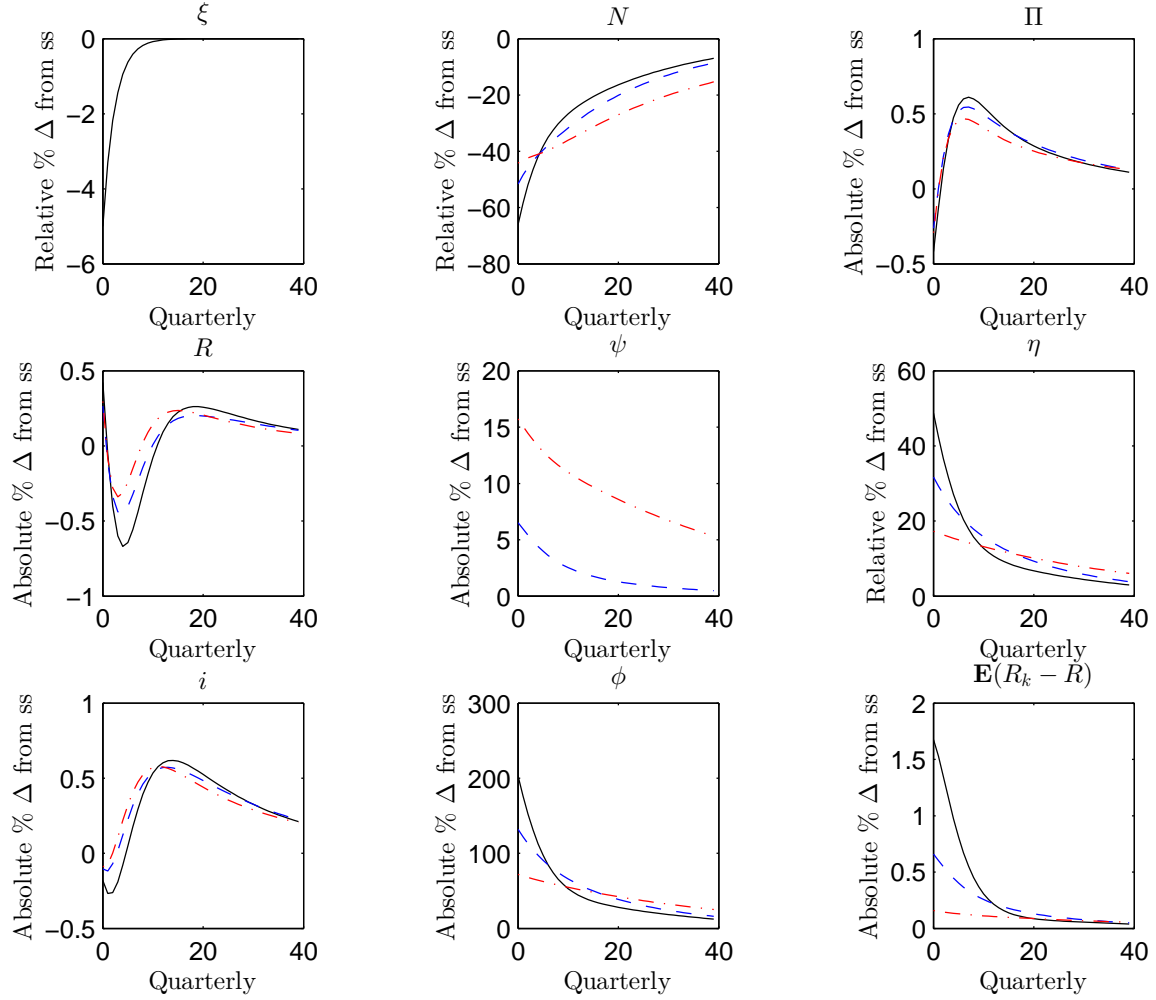 ξ
Relative % Δ from ss
0
−2
−4
−6
0 20 40
Quarterly
N
Relative % Δ from ss
0
−20
−40
−60
−80
0 20 40
Quarterly
Π
Absolute % Δ from ss
1
0.5
0
−0.5
0 20 40
Quarterly
R
Absolute % Δ from ss
0.5
0
−0.5
−1
0 20 40
Quarterly
ψ
Absolute % Δ from ss
20
15
10
5
0
0 20 40
Quarterly
η
Relative % Δ from ss
60
40
20
0
0 20 40
Quarterly
i
Absolute % Δ from ss
1
0.5
0
−0.5
0 20 40
Quarterly
ϕ
Absolute % Δ from ss
300
200
100
0
0 20 40
Quarterly
E(R_k − R)
Absolute % Δ from ss
2
1.5
1
0.5
0
0 20 40
Quarterly